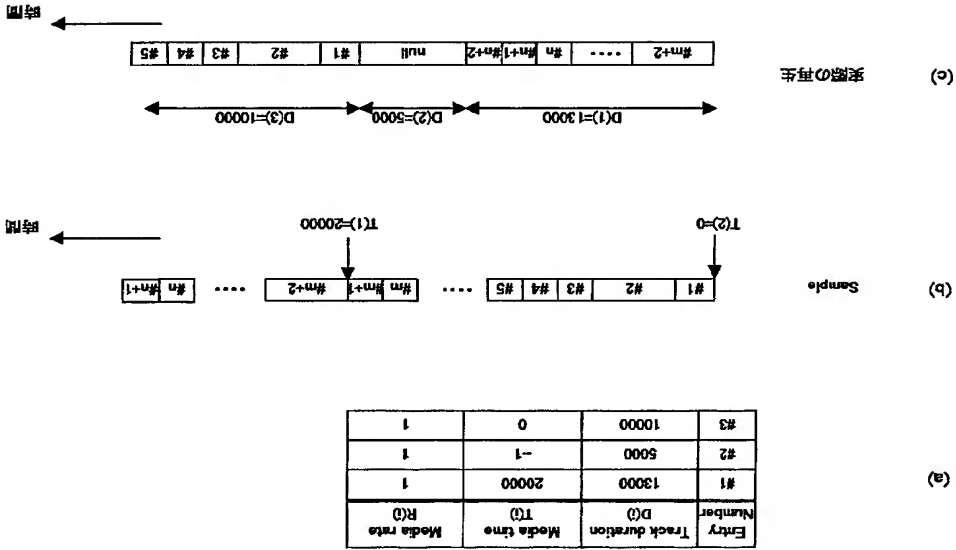 (a)
Entry Number Track duration D(i) Media time T(i) Media rate R(i)
#1 13000 20000 1
#2 5000 -1 1
#3 10000 0 1
(b) Sample #1 #2 #3 #4 #5 ・・・・ #m #m+1 #m+2 ・・・・ #n #n+1
T(2)=0 T(1)=20000 時間
D(1)=13000 D(2)=5000 D(3)=10000
(c) 実際の再生 #m+2 ・・・・ #n #n+1 #n+2 null #1 #2 #3 #4 #5
時間